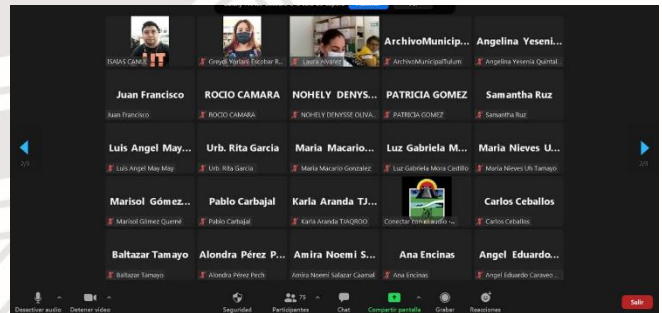 ArchivoMunicip...
Angelina Yeseni...
ISAIAS CANUL
Greydi Yorlani Escobar R...
Laura Alvarez
ArchivoMunicipalTulum
Angelina Yesenia Quintal...
Juan Francisco
ROCIO CAMARA
NOHELY DENYS...
PATRICIA GOMEZ
Samantha Ruz
Juan Francisco
ROCIO CAMARA
NOHELY DENYSSE OLIVA...
PATRICIA GOMEZ
Samantha Ruz
Luis Angel May...
Urb. Rita Garcia
Maria Macario...
Luz Gabriela M...
Maria Nieves U...
2/3
Luis Angel May May
Urb. Rita Garcia
Maria Macario Gonzalez
Luz Gabriela Mora Castillo
Maria Nieves Uh Tamayo
2/3
Marisol Gómez...
Pablo Carbajal
Karla Aranda TJ...
Carlos Ceballos
Marisol Gómez Quemé
Pablo Carbajal
Karla Aranda TJAQROO
Conectar con el audio
Carlos Ceballos
Baltazar Tamayo
Alondra Pérez P...
Amira Noemi S...
Ana Encinas
Angel Eduardo...
Baltazar Tamayo
Alondra Pérez Pech
Amira Noemi Salazar Caamal
Ana Encinas
Angel Eduardo Caraveo...
75
Desactivar audio
Detener video
Seguridad
Participantes
Chat
Compartir pantalla
Grabar
Reacciones
Salir